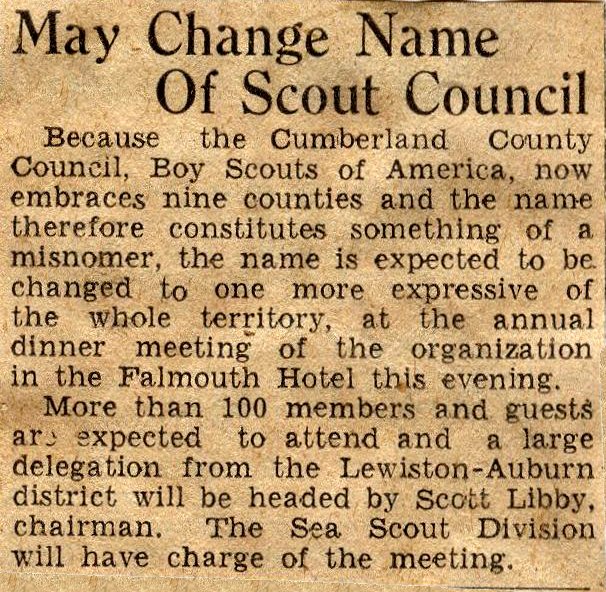 May Change Name
Of Scout Council
Because the Cumberland County
Council, Boy Scouts of America, now
embraces nine counties and the name
therefore constitutes something of a
misnomer, the name is expected to be
changed to one more expressive of
the whole territory, at the annual
dinner meeting of the organization
in the Falmouth Hotel this evening.
More than 100 members and guests
are expected to attend and a large
delegation from the Lewiston-Auburn
district will be headed by Scott Libby,
chairman. The Sea Scout Division
will have charge of the meeting.